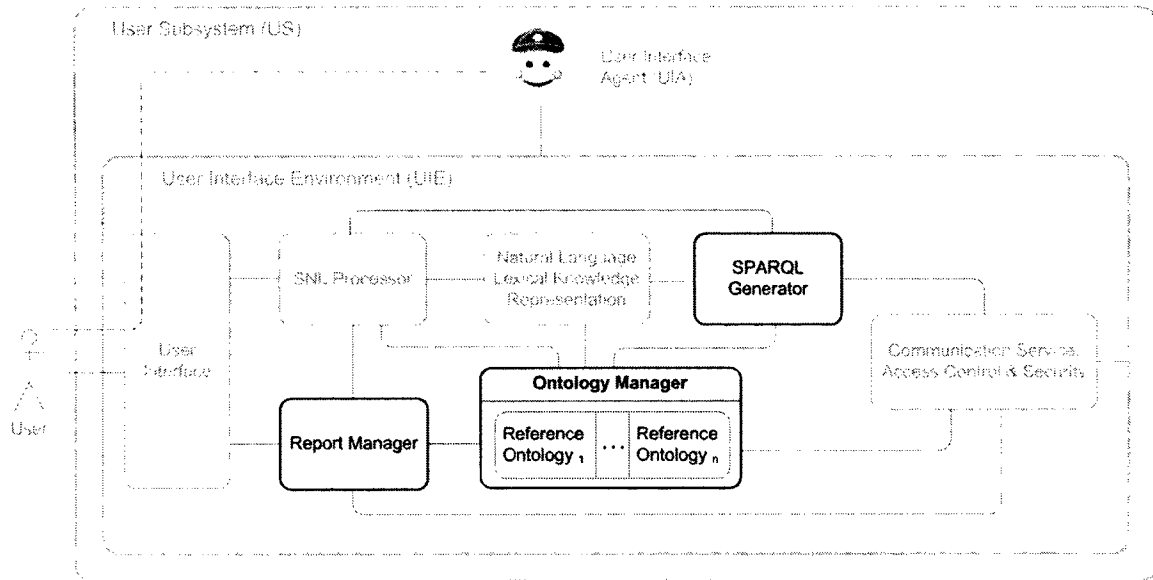 User Subsystem (US)
User Interface
Agent (UIA)
User Interface Environment (UIE)
SNL Processor
Natural Language
Lexical Knowledge
Representation
SPARQL
Generator
User
Interface
Communication Service,
Access Control & Security
User
Ontology Manager
Report Manager
Reference
Ontology 1
...
Reference
Ontology n